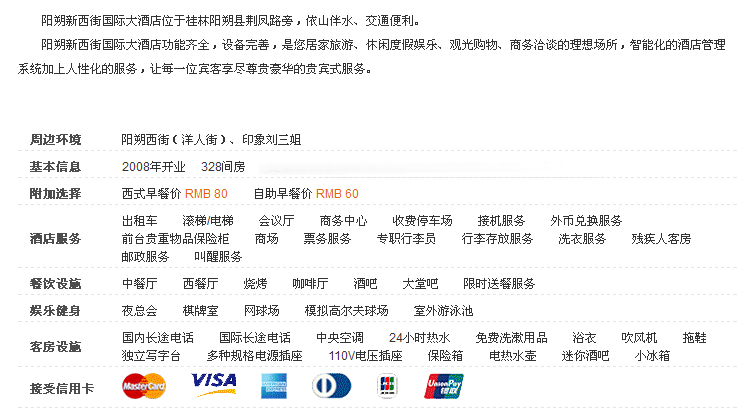 阳朔新西街国际大酒店位于桂林阳朔县荆凤路旁，依山伴水、交通便利。
阳朔新西街国际大酒店功能齐全，设备完善，是您居家旅游、休闲度假娱乐、观光购物、商务洽谈的理想场所，智能化的酒店管理
系统加上人性化的服务，让每一位宾客享尽尊贵豪华的贵宾式服务。
周边环境 阳朔西街（洋人街）、印象刘三姐
基本信息 2008年开业 328间房
附加选择 西式早餐价 RMB 80 自助早餐价 RMB 60
出租车 滚梯/电梯 会议厅 商务中心 收费停车场 接机服务 外币兑换服务
酒店服务 前台贵重物品保险柜 商场 票务服务 专职行李员 行李存放服务 洗衣服务 残疾人客房
邮政服务 叫醒服务
餐饮设施 中餐厅 西餐厅 烧烤 咖啡厅 酒吧 大堂吧 限时送餐服务
娱乐健身 夜总会 棋牌室 网球场 模拟高尔夫球场 室外游泳池
国内长途电话 国际长途电话 中央空调 24小时热水 免费洗漱用品 浴衣 吹风机 拖鞋
客房设施
独立写字台 多种规格电源插座 110V电压插座 保险箱 电热水壶 迷你酒吧 小冰箱
接受信用卡 MasterCard VISA AMERICAN EXPRESS JCB UnionPay 银联